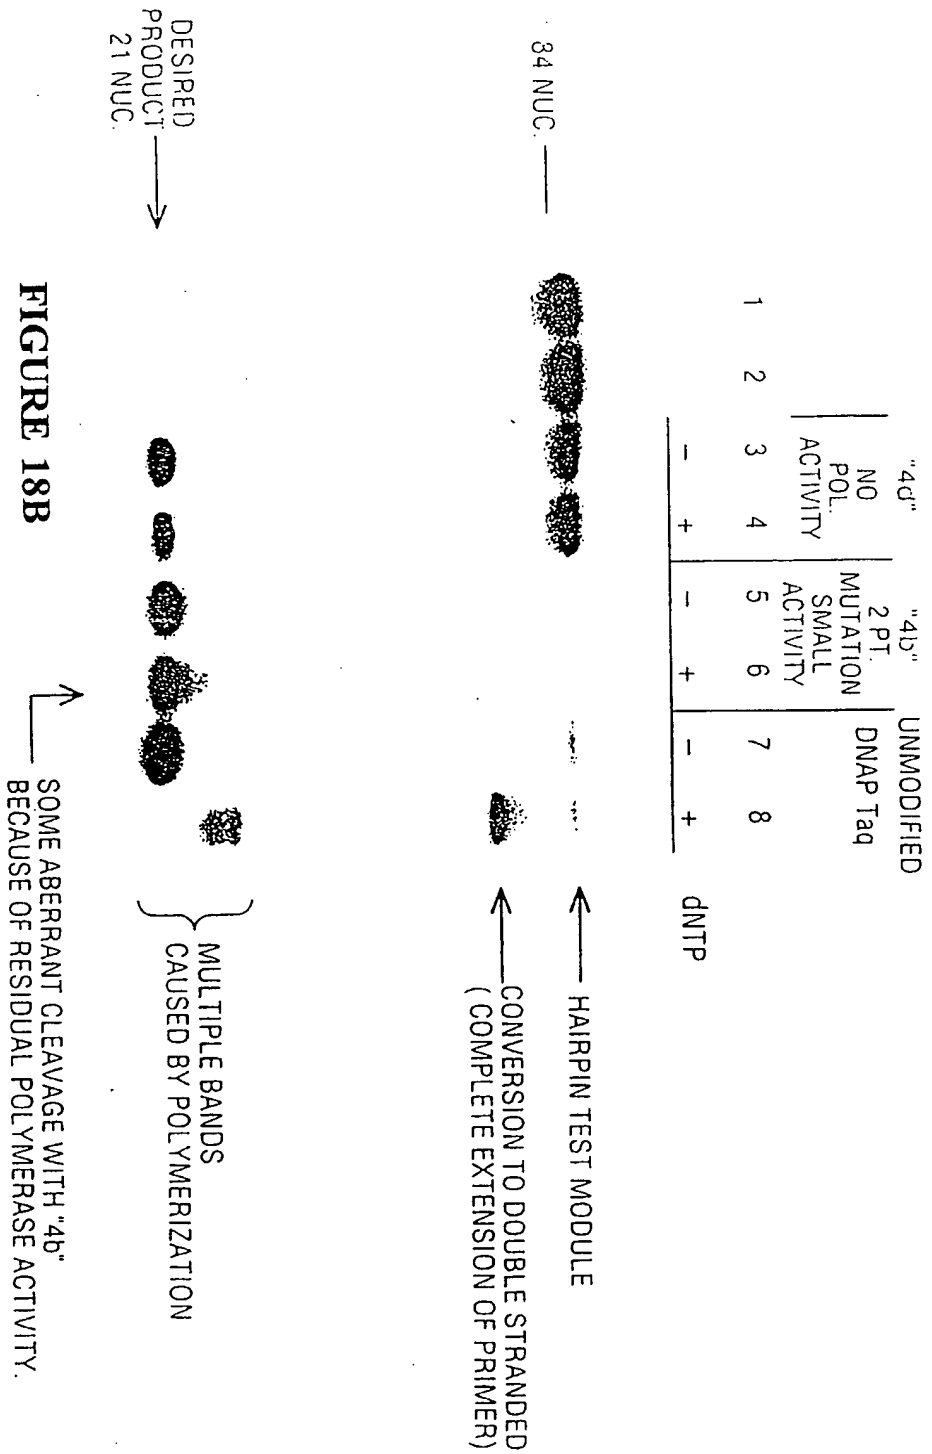 "4d"
NO
POL.
ACTIVITY
"4b"
2 PT.
MUTATION
SMALL
ACTIVITY
UNMODIFIED
DNAP Taq
1 2 3 4 5 6 7 8
- + - + - + dNTP
84 NUC.
HAIRPIN TEST MODULE
CONVERSION TO DOUBLE STRANDED
( COMPLETE EXTENSION OF PRIMER)
DESIRED
PRODUCT
21 NUC.
MULTIPLE BANDS
CAUSED BY POLYMERIZATION
SOME ABERRANT CLEAVAGE WITH "4b"
BECAUSE OF RESIDUAL POLYMERASE ACTIVITY.
FIGURE 18B